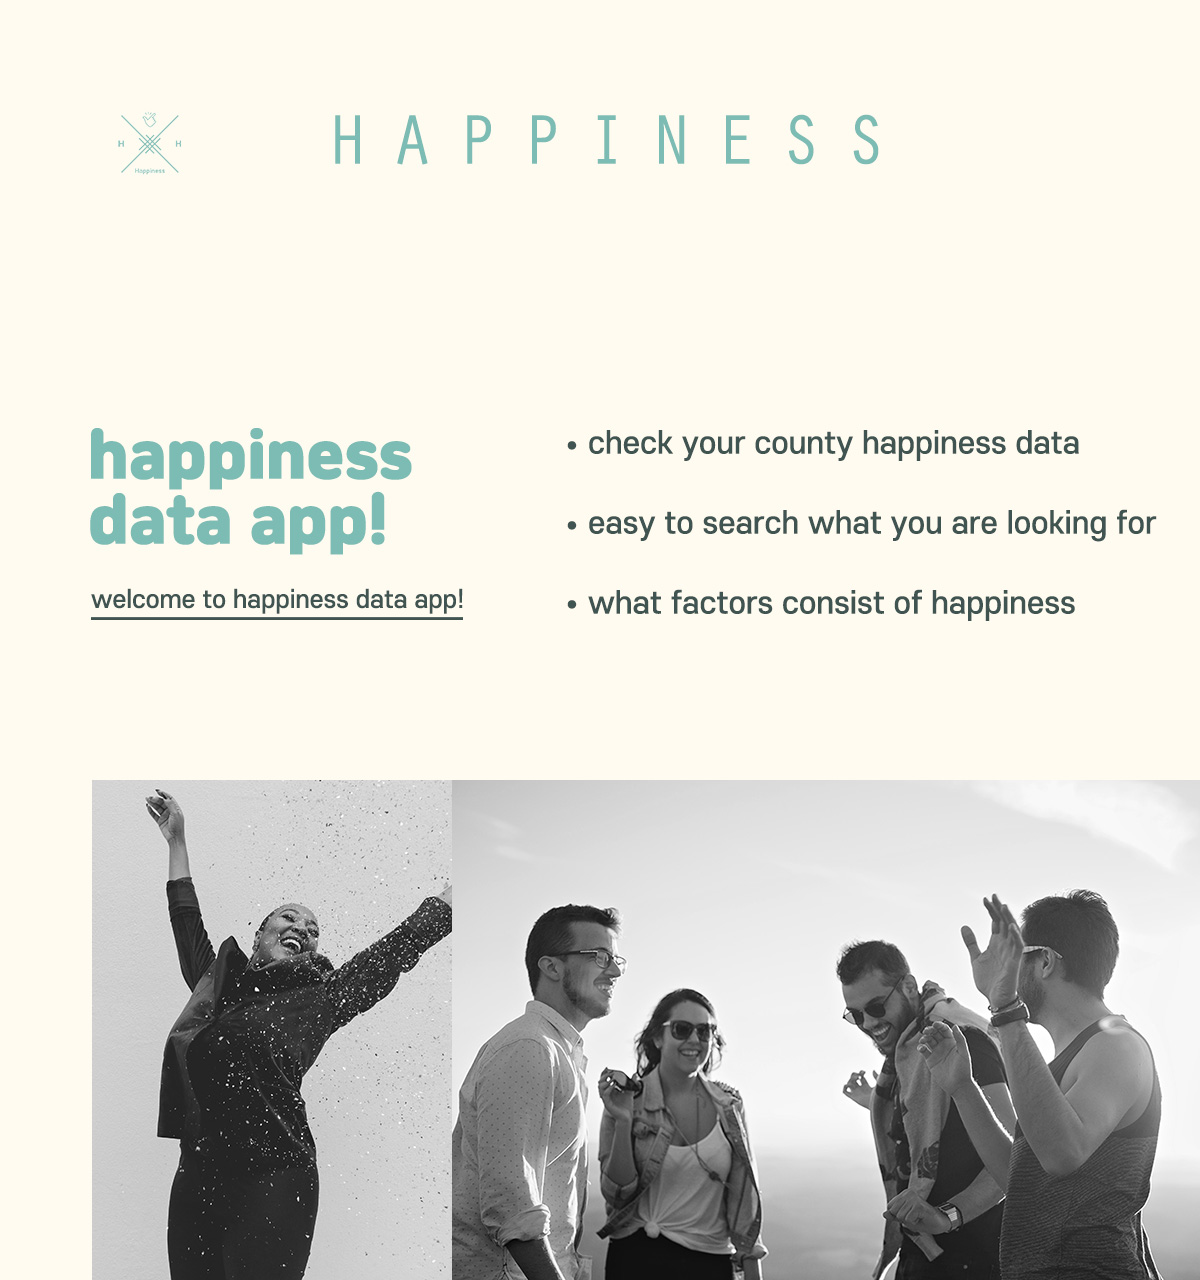 H H
Happiness
HAPPINESS
happiness
data app!
welcome to happiness data app!
• check your county happiness data
• easy to search what you are looking for
• what factors consist of happiness